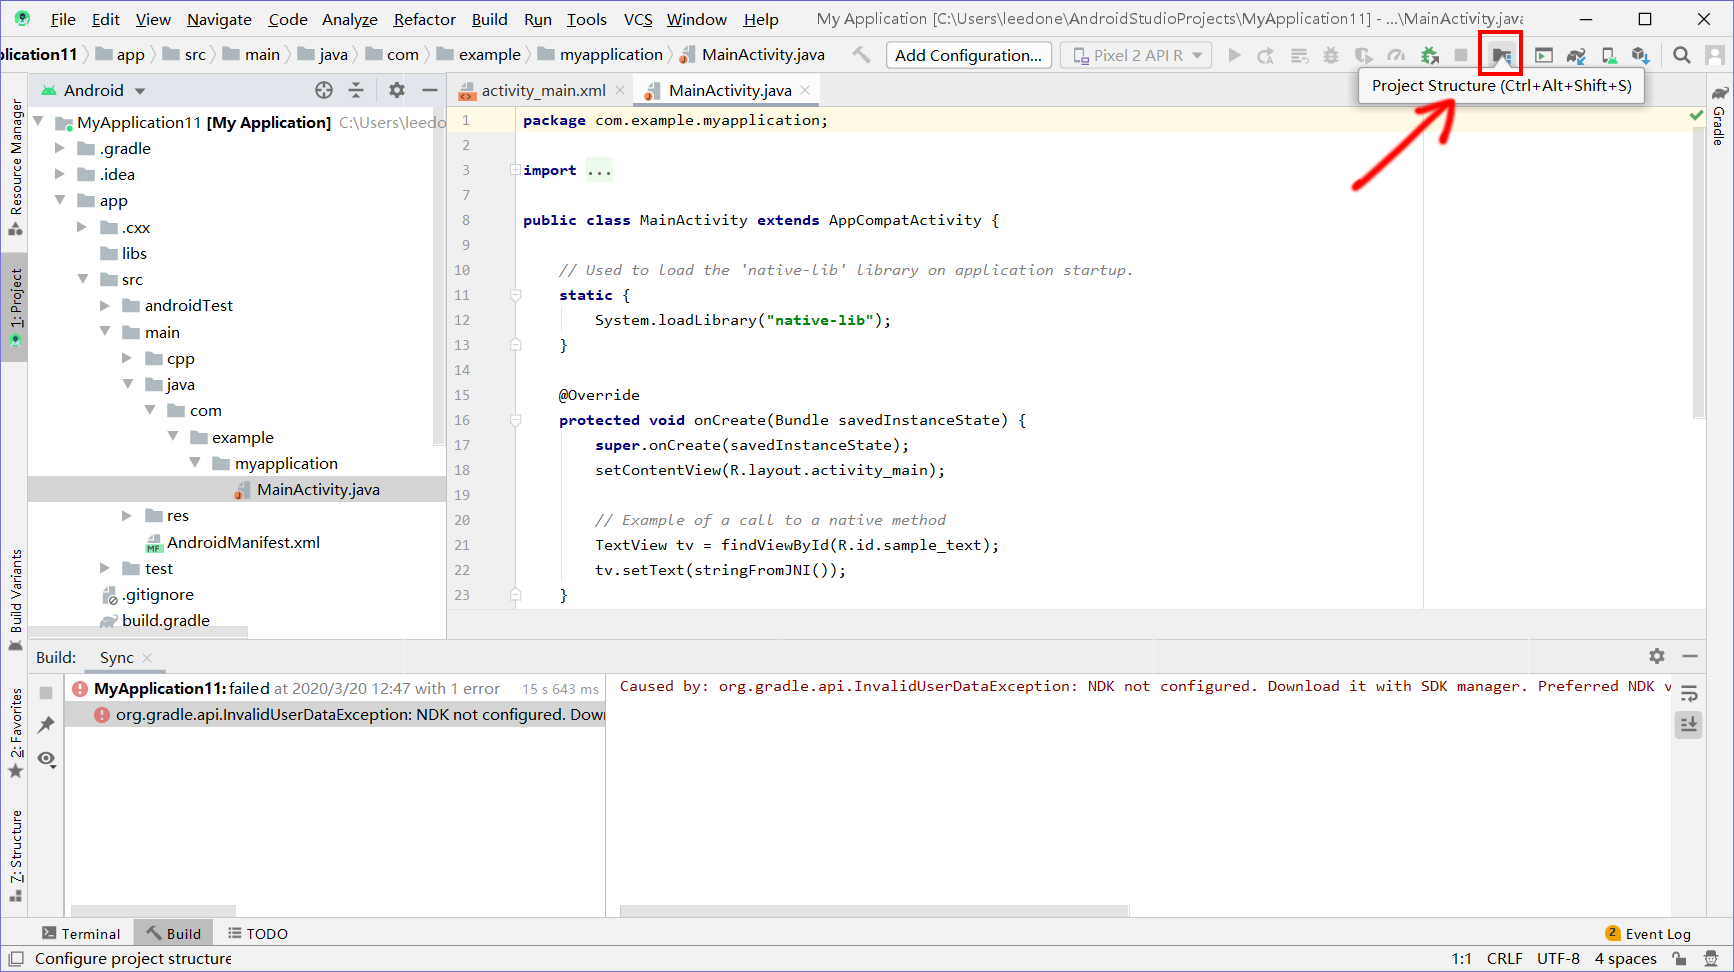 File Edit View Navigate Code Analyze Refactor Build Run Tools VCS Window Help My Application [C:\Users\leedone\AndroidStudioProjects\MyApplication11] - ...\MainActivity.java
plication11 app src main java com example myapplication MainActivity.java Add Configuration... Pixel 2 API R
Project Structure (Ctrl+Alt+Shift+S)
Android
activity_main.xml MainActivity.java
Resource Manager
1: Project
Build Variants
2: Favorites
7: Structure
Gradle
MyApplication11 [My Application] C:\Users\leedo
.gradle
.idea
app
.cxx
libs
src
androidTest
main
cpp
java
com
example
myapplication
MainActivity.java
res
MF AndroidManifest.xml
test
.gitignore
build.gradle
1 package com.example.myapplication;
2
3 import ...
7
8 public class MainActivity extends AppCompatActivity {
9
10 // Used to load the 'native-lib' library on application startup.
11 static {
12 System.loadLibrary("native-lib");
13 }
14
15 @Override
16 protected void onCreate(Bundle savedInstanceState) {
17 super.onCreate(savedInstanceState);
18 setContentView(R.layout.activity_main);
19
20 // Example of a call to a native method
21 TextView tv = findViewById(R.id.sample_text);
22 tv.setText(stringFromJNI());
23 }
Build: Sync
MyApplication11: failed at 2020/3/20 12:47 with 1 error 15 s 643 ms
org.gradle.api.InvalidUserDataException: NDK not configured. Dow
Caused by: org.gradle.api.InvalidUserDataException: NDK not configured. Download it with SDK manager. Preferred NDK v
Terminal Build TODO 2 Event Log
Configure project structure 1:1 CRLF UTF-8 4 spaces